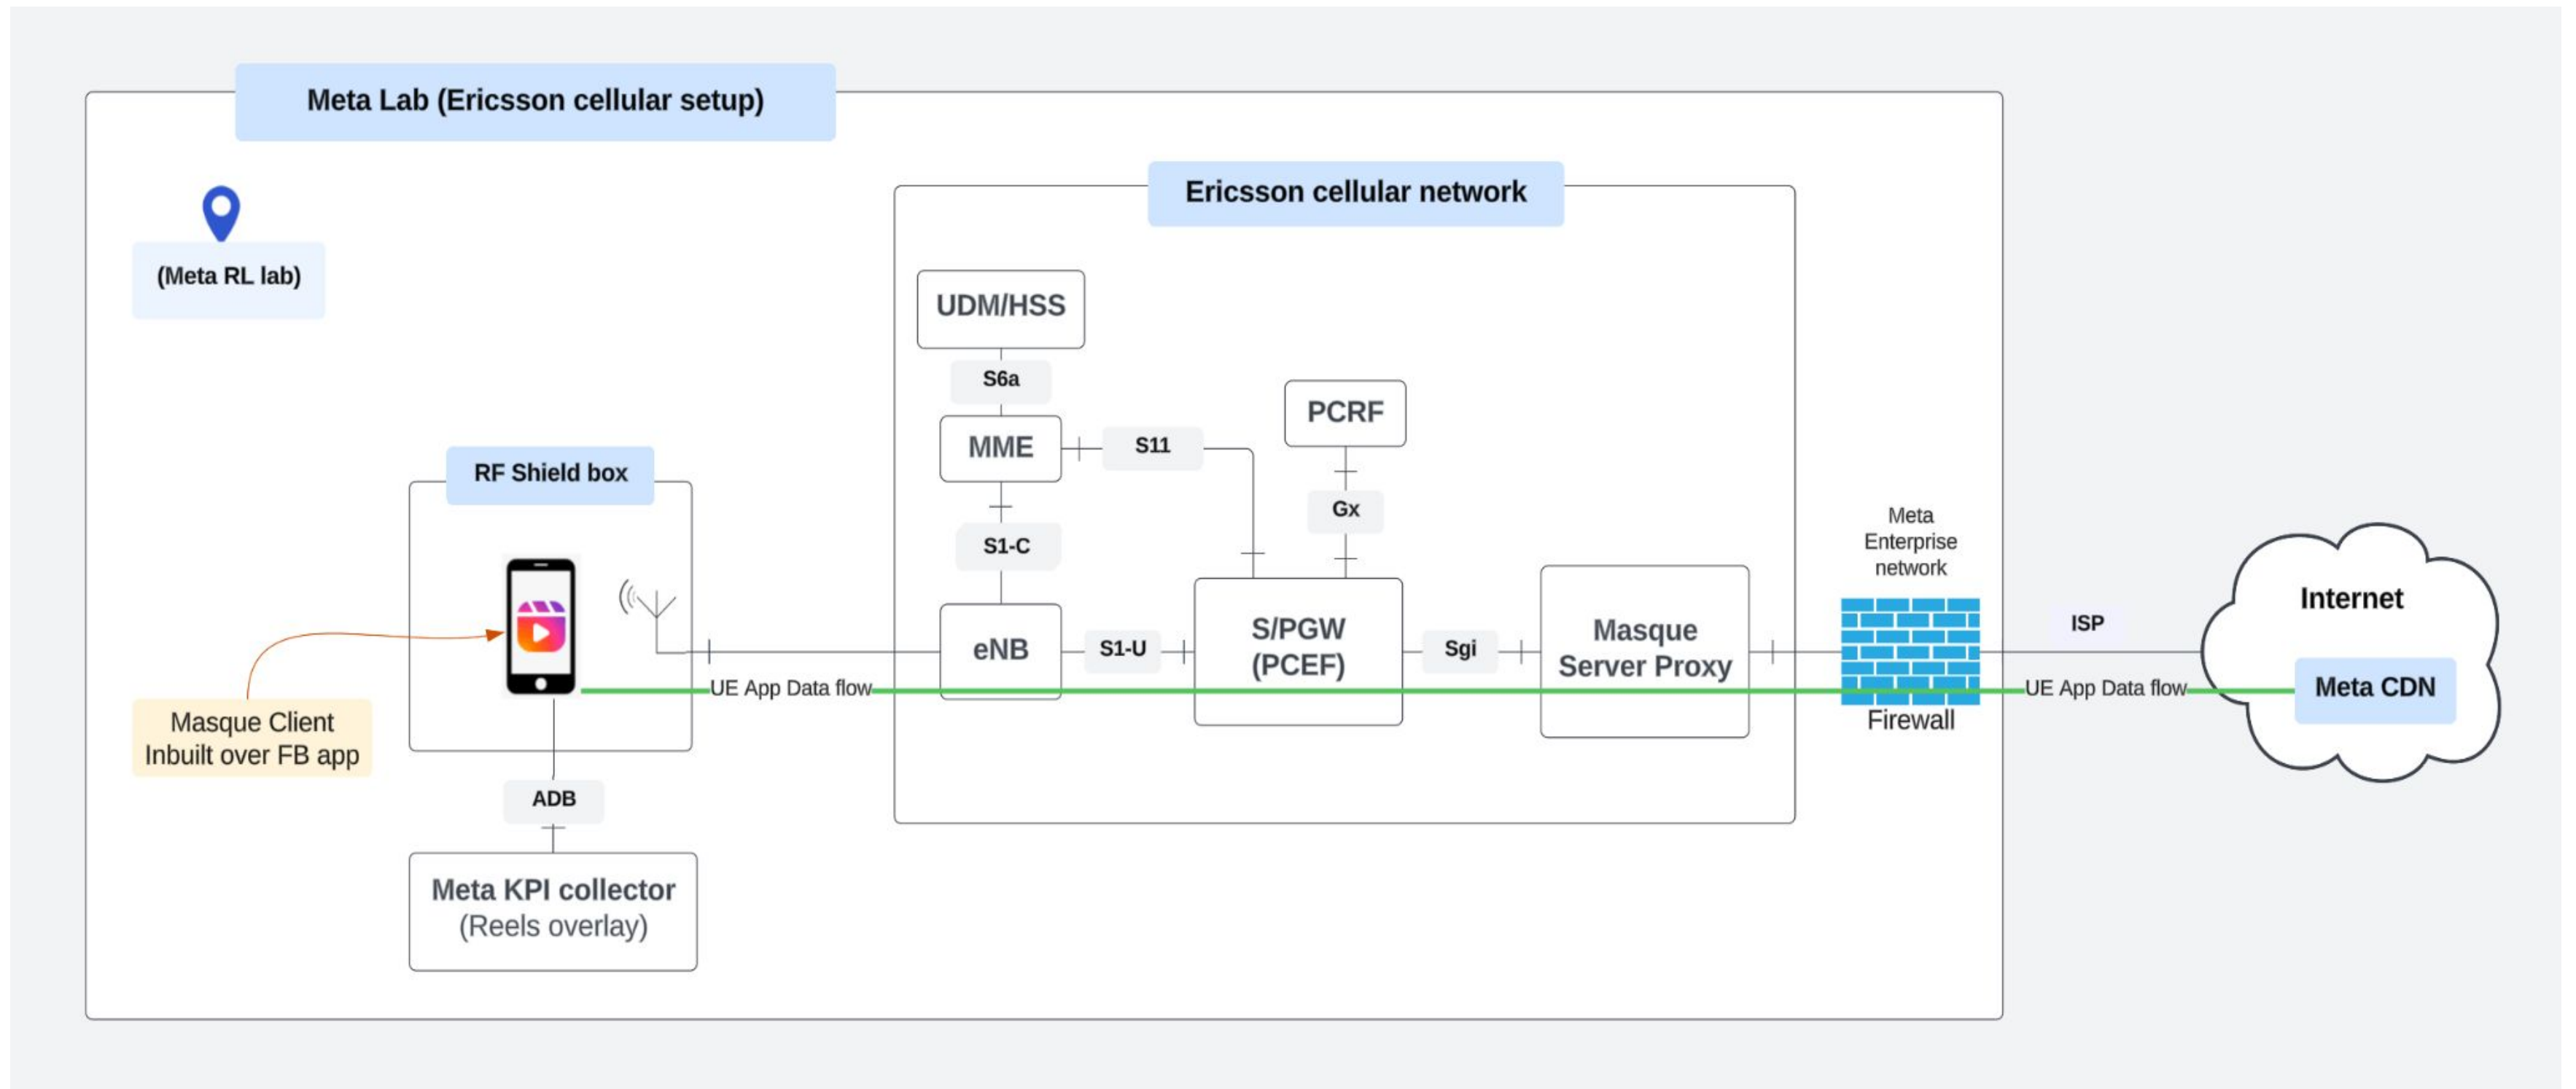 Meta Lab (Ericsson cellular setup)
Ericsson cellular network
(Meta RL lab)
UDM/HSS
S6a
PCRF
MME
S11
RF Shield box
Gx
S1-C
Meta
Enterprise
network
Internet
ISP
eNB
S1-U
S/PGW
(PCEF)
Sgi
Masque
Server Proxy
UE App Data flow
UE App Data flow
Meta CDN
Firewall
Masque Client
Inbuilt over FB app
ADB
Meta KPI collector
(Reels overlay)